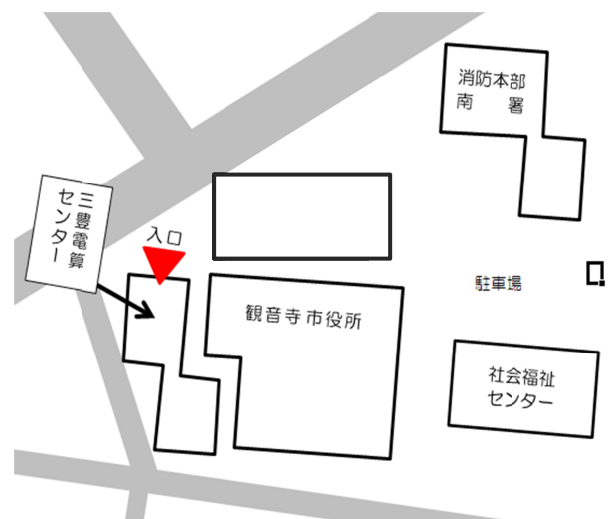 消防本部
南　署
三豊電算
センター
入口
観音寺市役所
駐車場
社会福祉
センター